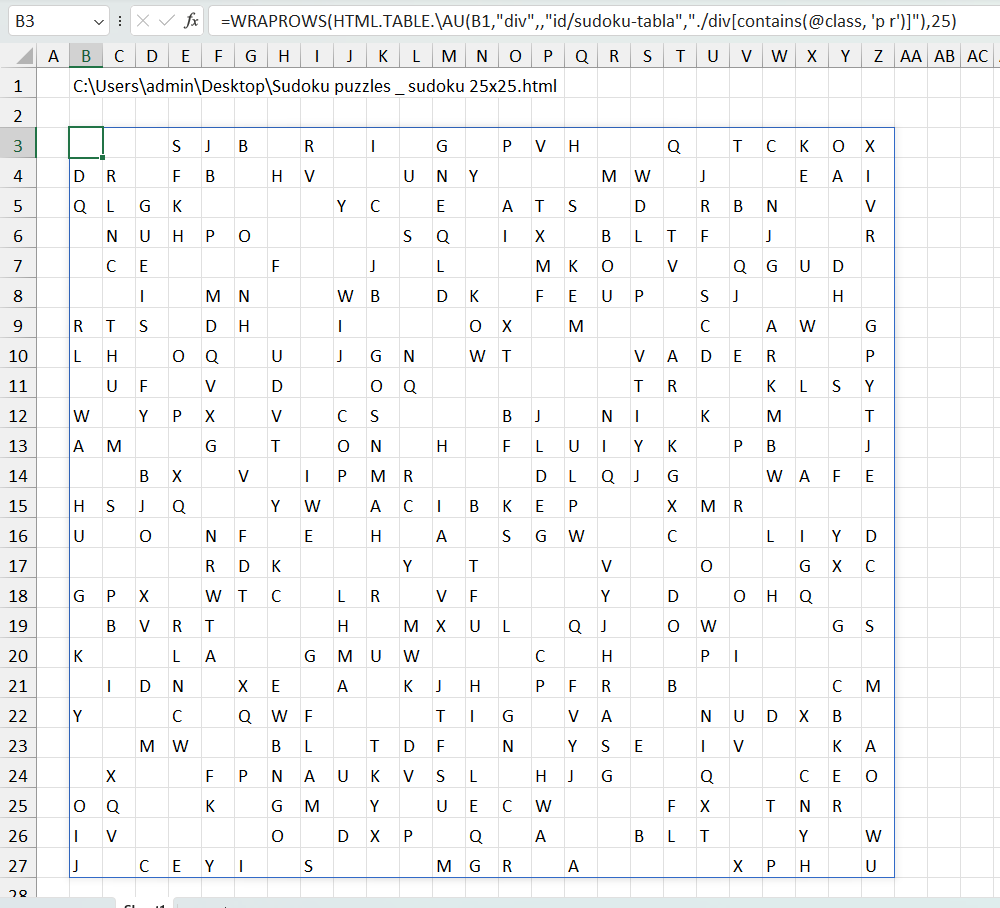 B3 fx =WRAPROWS(HTML.TABLE.\AU(B1,"div",,"id/sudoku-tabla","./div[contains(@class, 'p r')]"),25)
A B C D E F G H I J K L M N O P Q R S T U V W X Y Z AA AB AC
1 C:\Users\admin\Desktop\Sudoku puzzles _ sudoku 25x25.html
2
3 S J B R I G P V H Q T C K O X
4 D R F B H V U N Y M W J E A I
5 Q L G K Y C E A T S D R B N V
6 N U H P O S Q I X B L T F J R
7 C E F J L M K O V Q G U D
8 I M N W B D K F E U P S J H
9 R T S D H I O X M C A W G
10 L H O Q U J G N W T V A D E R P
11 U F V D O Q T R K L S Y
12 W Y P X V C S B J N I K M T
13 A M G T O N H F L U I Y K P B J
14 B X V I P M R D L Q J G W A F E
15 H S J Q Y W A C I B K E P X M R
16 U O N F E H A S G W C L I Y D
17 R D K Y T V O G X C
18 G P X W T C L R V F Y D O H Q
19 B V R T H M X U L Q J O W G S
20 K L A G M U W C H P I
21 I D N X E A K J H P F R B C M
22 Y C Q W F T I G V A N U D X B
23 M W B L T D F N Y S E I V K A
24 X F P N A U K V S L H J G Q C E O
25 O Q K G M Y U E C W F X T N R
26 I V O D X P Q A B L T Y W
27 J C E Y I S M G R A X P H U
28